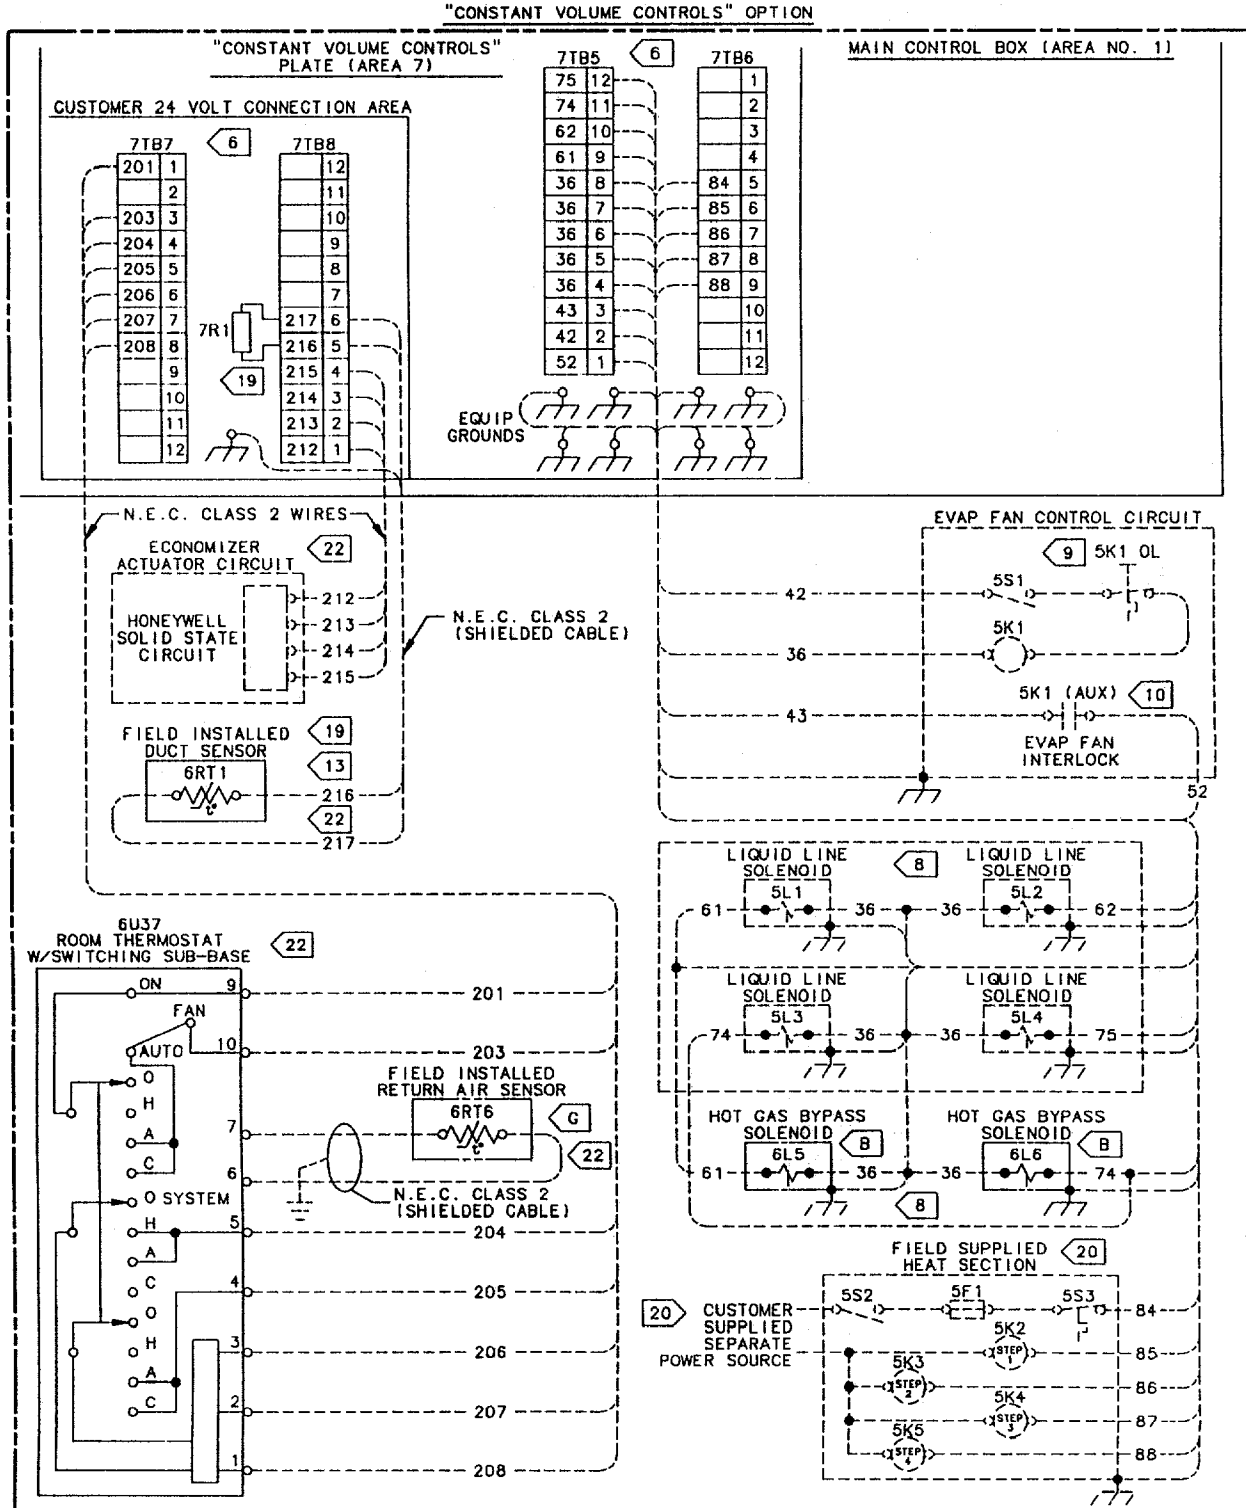 "CONSTANT VOLUME CONTROLS" OPTION
"CONSTANT VOLUME CONTROLS"
PLATE (AREA 7)
MAIN CONTROL BOX (AREA NO. 1)
CUSTOMER 24 VOLT CONNECTION AREA
7TB7
6
7TB8
201 1
2
203 3
204 4
205 5
206 6
207 7
208 8
9
10
11
12
7R1
19
12
11
10
9
8
7
217 6
216 5
215 4
214 3
213 2
212 1
7TB5
6
7TB6
75 12
74 11
62 10
61 9
36 8
36 7
36 6
36 5
36 4
43 3
42 2
52 1
1
2
3
4
84 5
85 6
86 7
87 8
88 9
10
11
12
EQUIP
GROUNDS
N.E.C. CLASS 2 WIRES
ECONOMIZER
ACTUATOR CIRCUIT
22
HONEYWELL
SOLID STATE
CIRCUIT
212
213
214
215
N.E.C. CLASS 2
(SHIELDED CABLE)
FIELD INSTALLED
DUCT SENSOR
19
13
22
6RT1
t°
216
217
EVAP FAN CONTROL CIRCUIT
9
5K1 OL
42
5S1
36
5K1
43
5K1 (AUX)
10
EVAP FAN
INTERLOCK
52
LIQUID LINE
SOLENOID
8
LIQUID LINE
SOLENOID
5L1
5L2
61
36
36
62
LIQUID LINE
SOLENOID
LIQUID LINE
SOLENOID
5L3
5L4
74
36
36
75
HOT GAS BYPASS
SOLENOID
B
HOT GAS BYPASS
SOLENOID
B
6L5
6L6
61
36
36
74
8
6U37
ROOM THERMOSTAT
W/SWITCHING SUB-BASE
22
ON
9
201
FAN
AUTO
10
203
O
H
A
C
7
6
FIELD INSTALLED
RETURN AIR SENSOR
6RT6
t°
G
22
N.E.C. CLASS 2
(SHIELDED CABLE)
O SYSTEM
H
A
C
5
204
4
205
O
H
A
C
3
206
2
207
1
208
FIELD SUPPLIED
HEAT SECTION
20
20
CUSTOMER
SUPPLIED
SEPARATE
POWER SOURCE
5S2
5F1
5S3
84
5K2
STEP
1
85
5K3
STEP
2
86
5K4
STEP
3
87
5K5
STEP
4
88